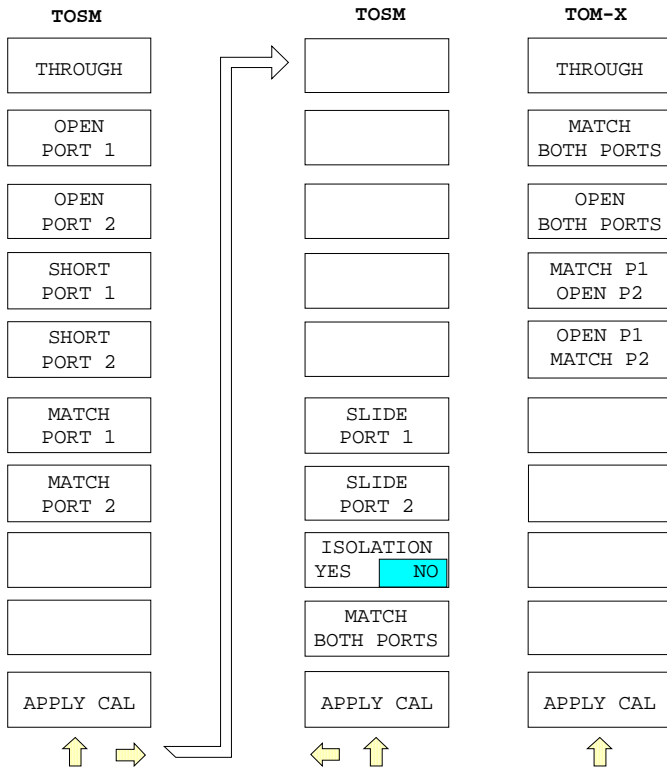 TOSM
THROUGH
OPEN
PORT 1
OPEN
PORT 2
SHORT
PORT 1
SHORT
PORT 2
MATCH
PORT 1
MATCH
PORT 2
APPLY CAL
TOSM
SLIDE
PORT 1
SLIDE
PORT 2
ISOLATION
YES NO
MATCH
BOTH PORTS
APPLY CAL
TOM-X
THROUGH
MATCH
BOTH PORTS
OPEN
BOTH PORTS
MATCH P1
OPEN P2
OPEN P1
MATCH P2
APPLY CAL